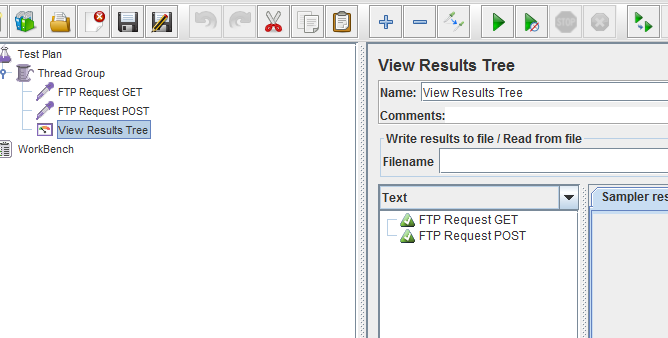 Test Plan
Thread Group
FTP Request GET
FTP Request POST
View Results Tree
WorkBench
View Results Tree
Name: View Results Tree
Comments:
Write results to file / Read from file
Filename
Text
Sampler res
FTP Request GET
FTP Request POST